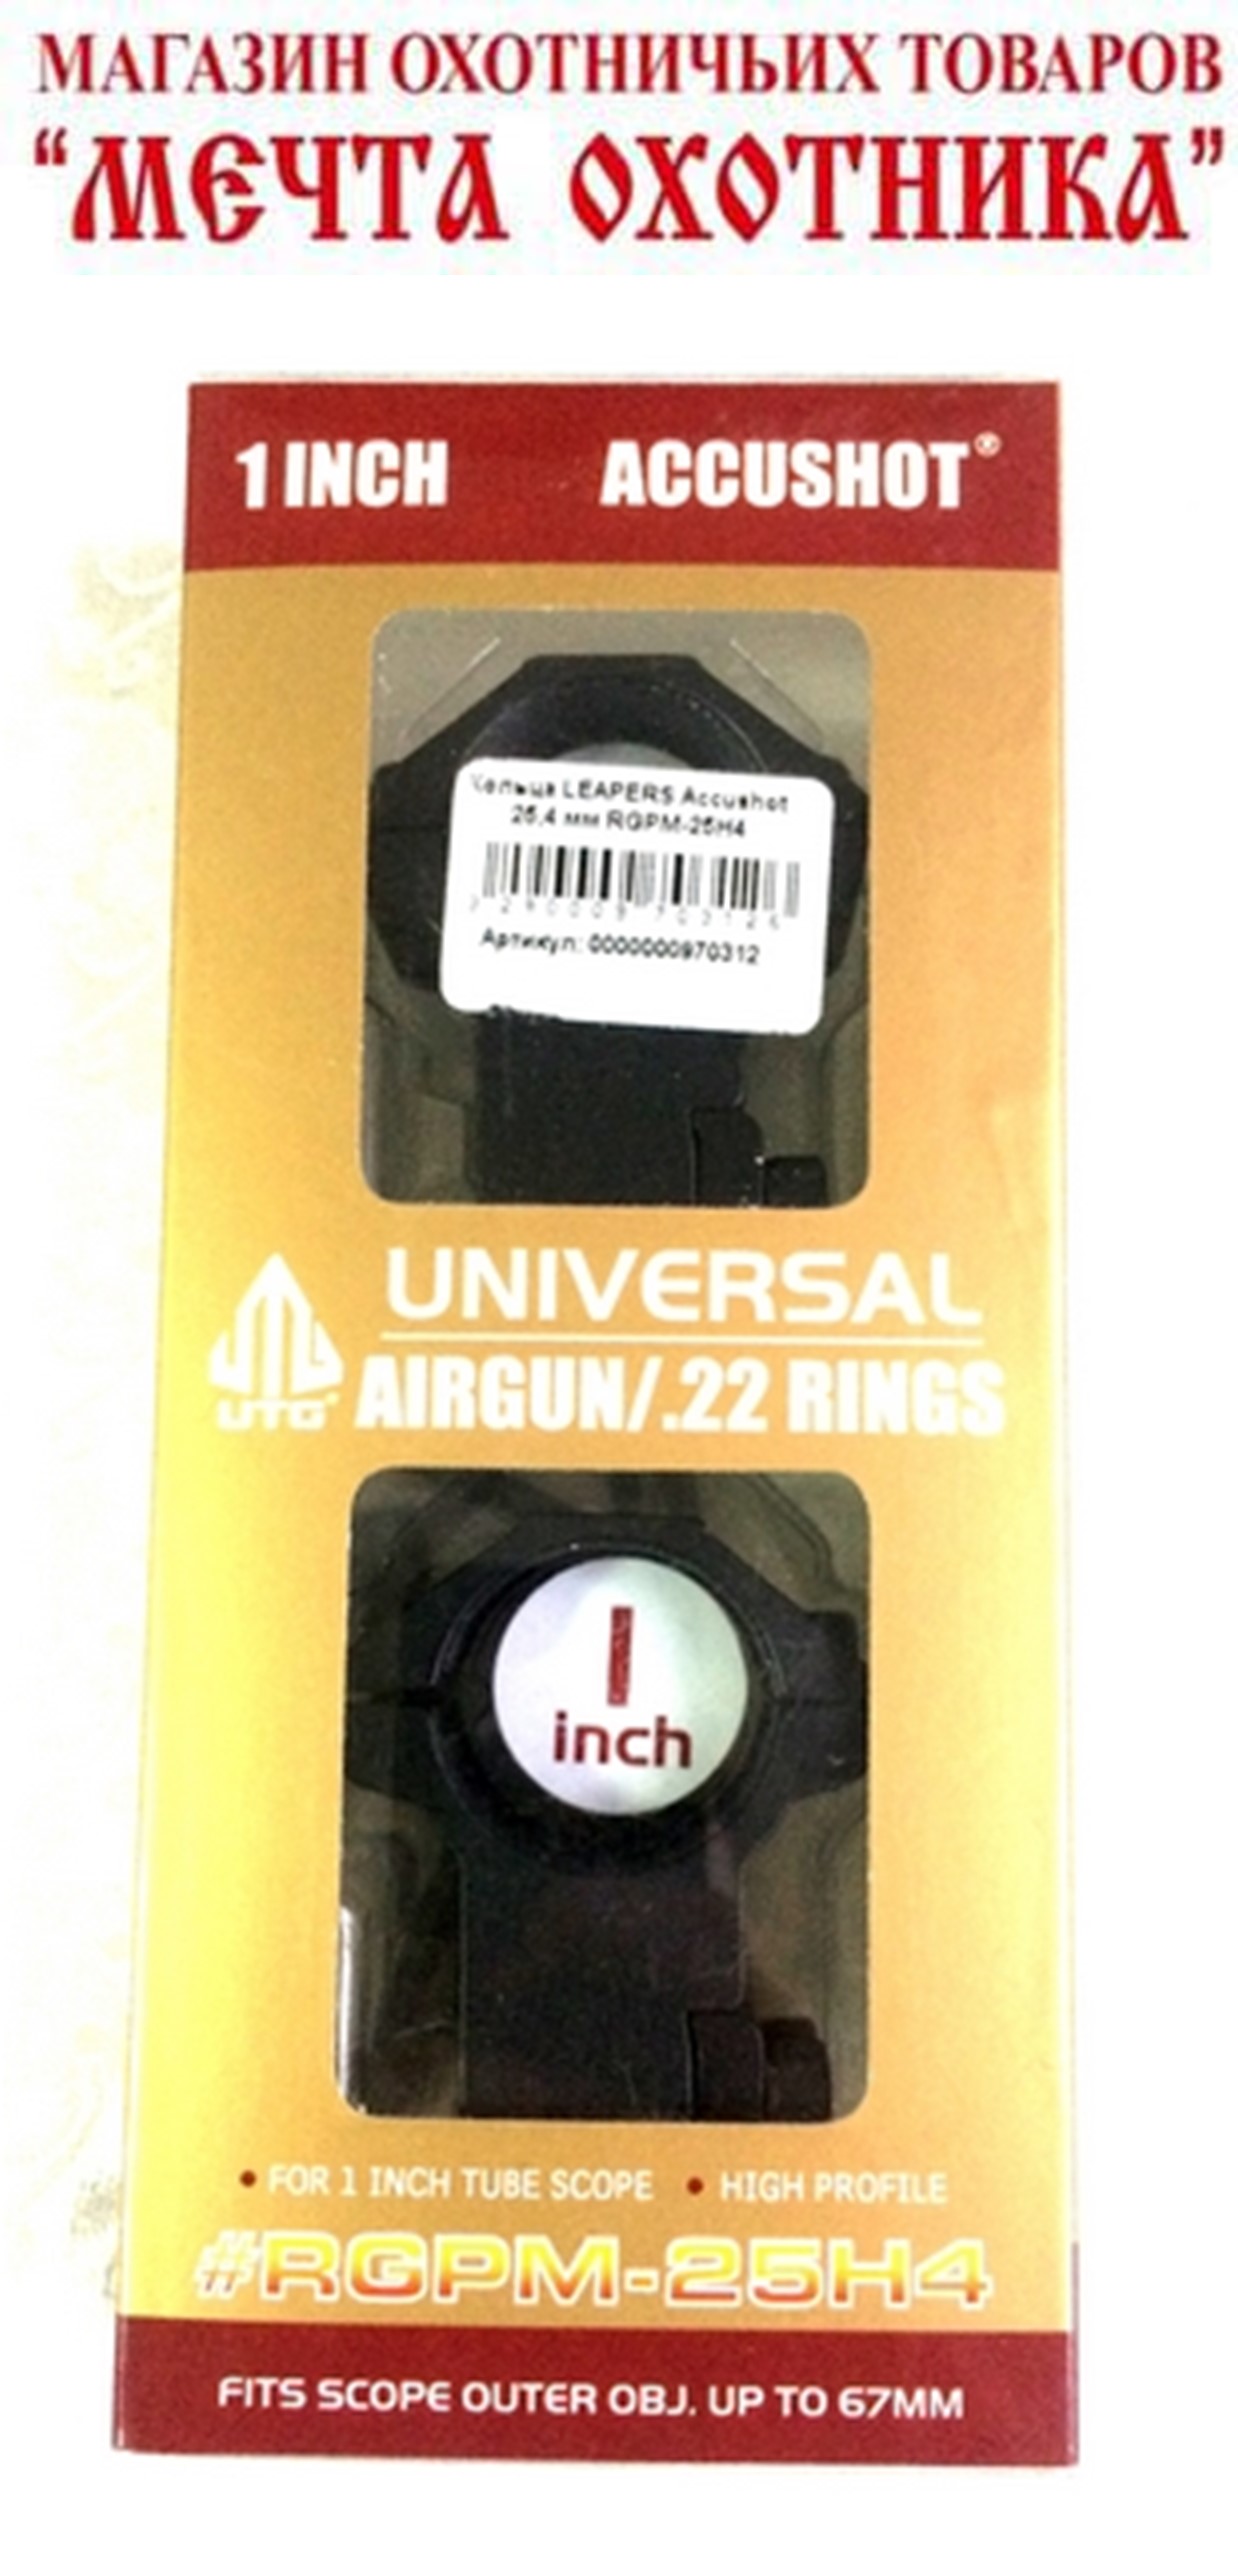 МАГАЗИН ОХОТНИЧЬИХ ТОВАРОВ
“МЕЧТА ОХОТНИКА”
1 INCH ACCUSHOT®
Кольца LEAPERS Accushot
25,4 мм RGPM-25H4
Артикул: 0000000970312
UNIVERSAL
UTG® AIRGUN/.22 RINGS
1
inch
• FOR 1 INCH TUBE SCOPE • HIGH PROFILE
#RGPM-25H4
FITS SCOPE OUTER OBJ. UP TO 67MM